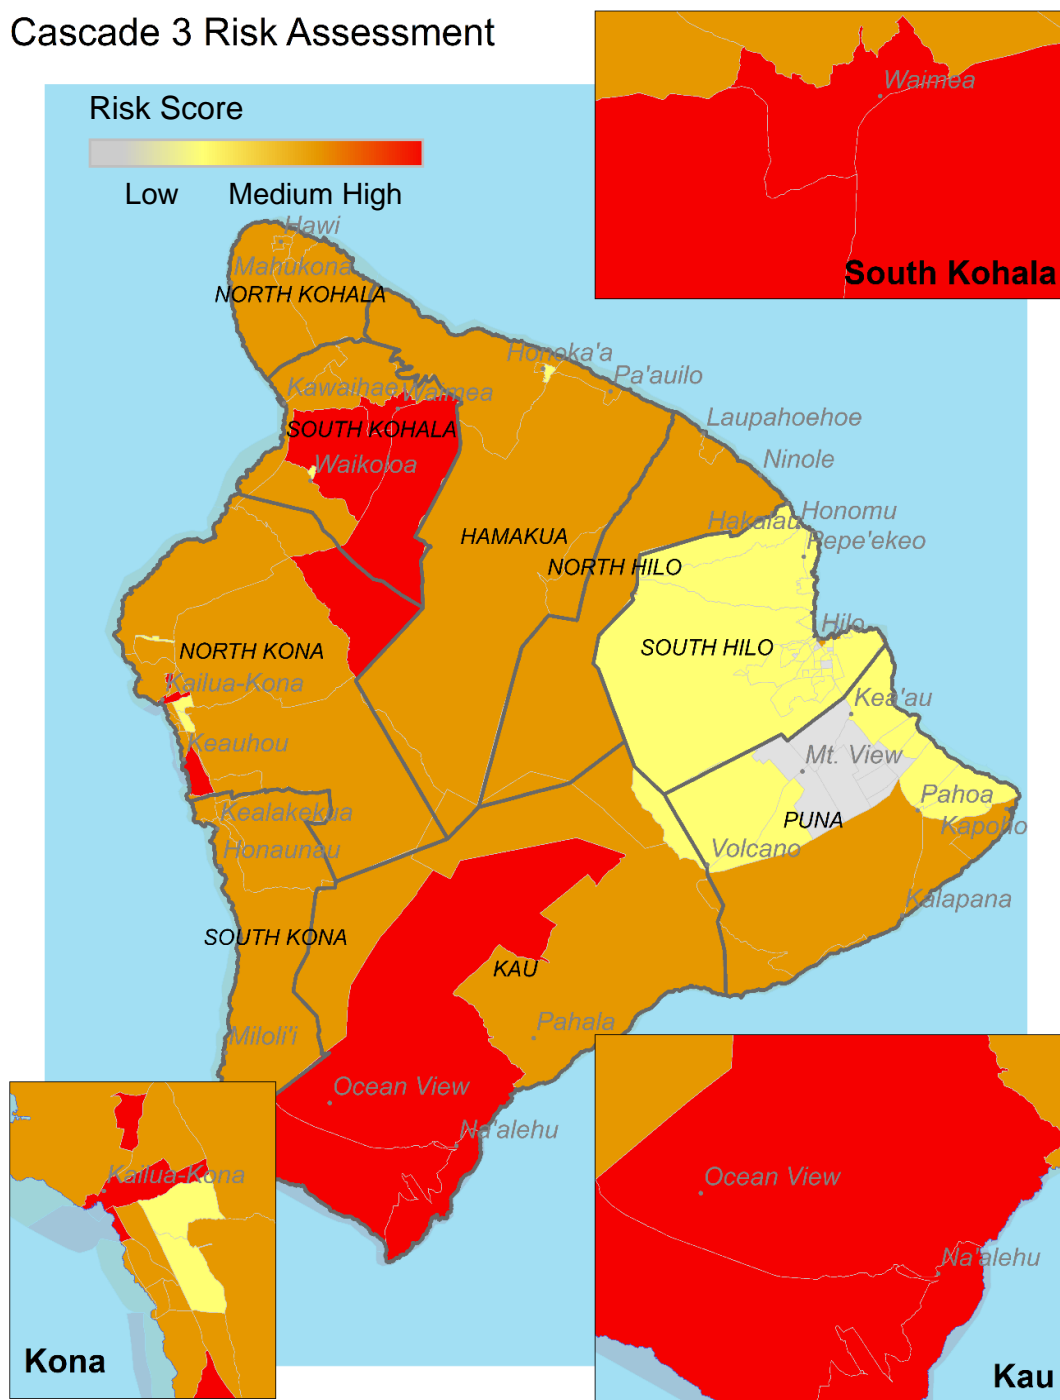 Cascade 3 Risk Assessment
Risk Score
Low Medium High
Waimea
South Kohala
Hawi
Mahukona
NORTH KOHALA
Honoka'a
Pa'auilo
Kawaihae
Waimea
Laupahoehoe
SOUTH KOHALA
Ninole
Waikoloa
Honomu
Hakalau
HAMAKUA
Pepe'ekeo
NORTH HILO
Hilo
NORTH KONA
SOUTH HILO
Kailua-Kona
Kea'au
Keauhou
Mt. View
Pahoa
Kealakekua
PUNA
Kapoho
Honaunau
Volcano
Kalapana
SOUTH KONA
KAU
Miloli'i
Pahala
Ocean View
Na'alehu
Kailua-Kona
Kona
Ocean View
Na'alehu
Kau